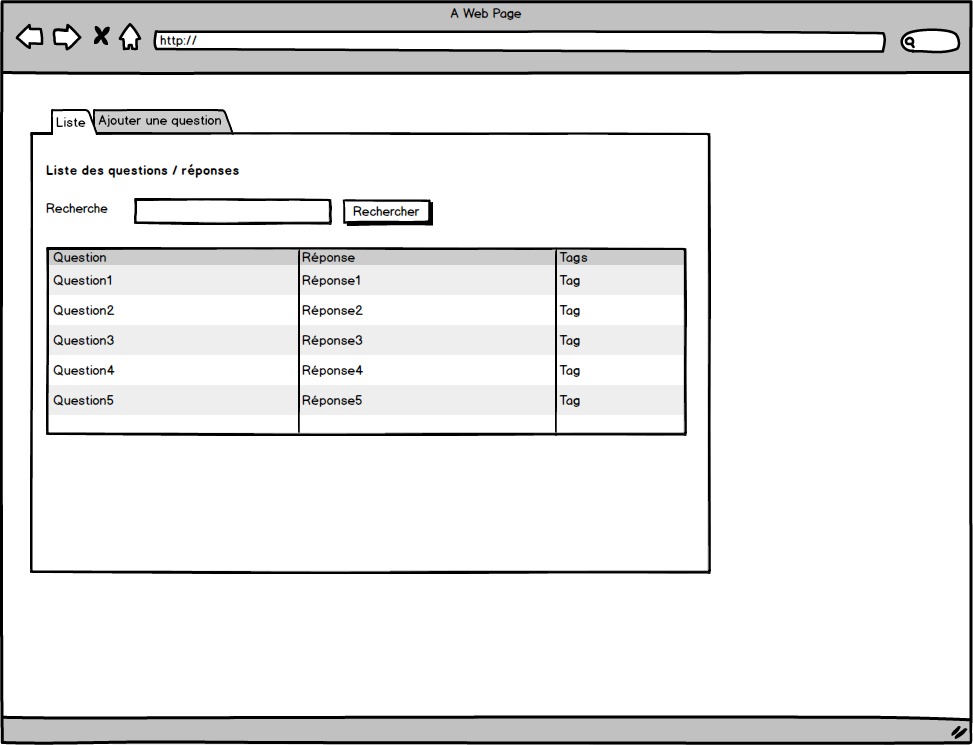 A Web Page
http://
Liste
Ajouter une question
Liste des questions / réponses
Recherche
Rechercher
Question Réponse Tags
Question1 Réponse1 Tag
Question2 Réponse2 Tag
Question3 Réponse3 Tag
Question4 Réponse4 Tag
Question5 Réponse5 Tag